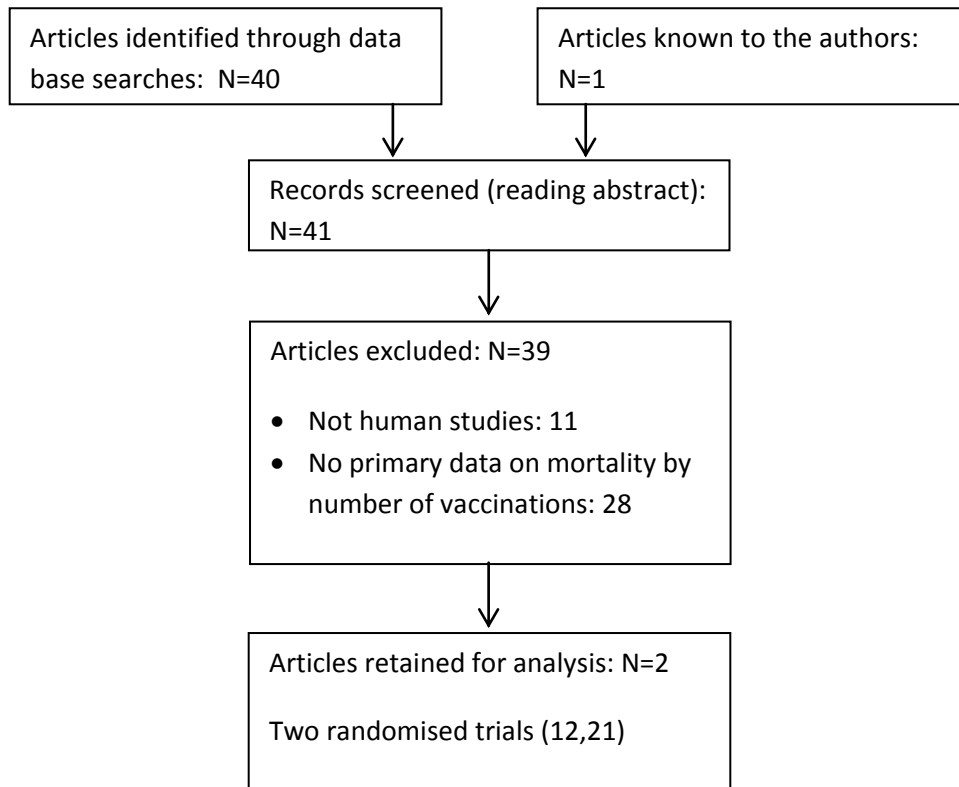 Articles identified through data
base searches:  N=40
Articles known to the authors:
N=1
Records screened (reading abstract):
N=41
Articles excluded: N=39
• Not human studies: 11
• No primary data on mortality by
number of vaccinations: 28
Articles retained for analysis: N=2
Two randomised trials (12,21)